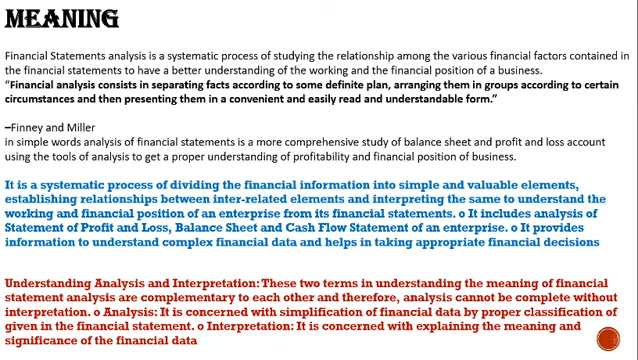 MEANING
Financial Statements analysis is a systematic process of studying the relationship among the various financial factors contained in
the financial statements to have a better understanding of the working and the financial position of a business.
“Financial analysis consists in separating facts according to some definite plan, arranging them in groups according to certain
circumstances and then presenting them in a convenient and easily read and understandable form.”
–Finney and Miller
in simple words analysis of financial statements is a more comprehensive study of balance sheet and profit and loss account
using the tools of analysis to get a proper understanding of profitability and financial position of business.
It is a systematic process of dividing the financial information into simple and valuable elements,
establishing relationships between inter-related elements and interpreting the same to understand the
working and financial position of an enterprise from its financial statements. o It includes analysis of
Statement of Profit and Loss, Balance Sheet and Cash Flow Statement of an enterprise. o It provides
information to understand complex financial data and helps in taking appropriate financial decisions
Understanding Analysis and Interpretation: These two terms in understanding the meaning of financial
statement analysis are complementary to each other and therefore, analysis cannot be complete without
interpretation. o Analysis: It is concerned with simplification of financial data by proper classification of
given in the financial statement. o Interpretation: It is concerned with explaining the meaning and
significance of the financial data